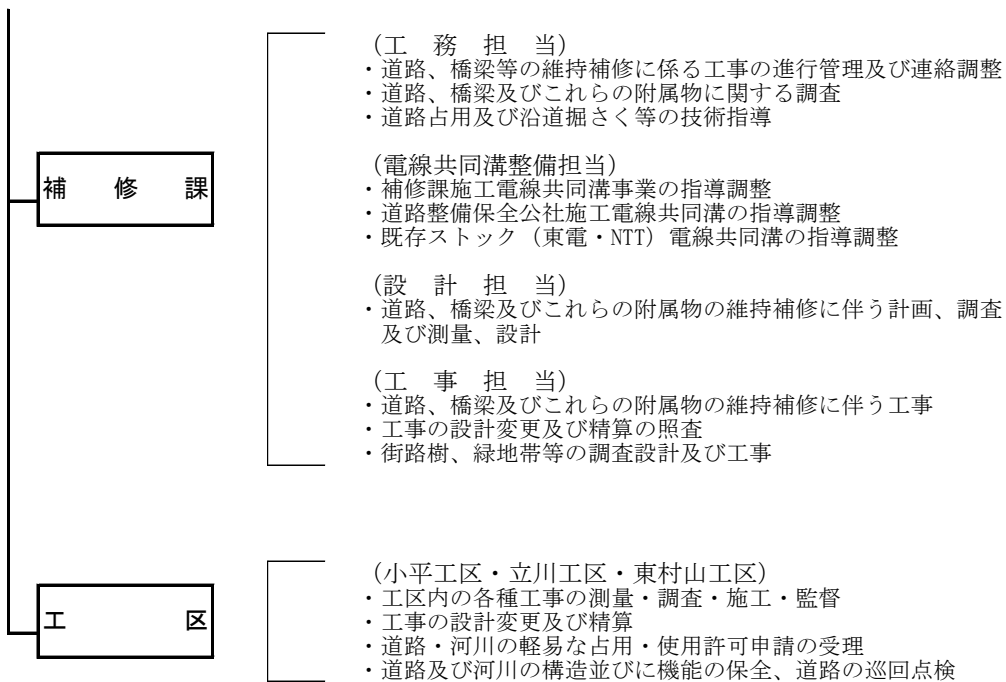 補修課
（工務担当）
・道路、橋梁等の維持補修に係る工事の進行管理及び連絡調整
・道路、橋梁及びこれらの附属物に関する調査
・道路占用及び沿道掘さく等の技術指導
（電線共同溝整備担当）
・補修課施工電線共同溝事業の指導調整
・道路整備保全公社施工電線共同溝の指導調整
・既存ストック（東電・NTT）電線共同溝の指導調整
（設計担当）
・道路、橋梁及びこれらの附属物の維持補修に伴う計画、調査
及び測量、設計
（工事担当）
・道路、橋梁及びこれらの附属物の維持補修に伴う工事
・工事の設計変更及び精算の照査
・街路樹、緑地帯等の調査設計及び工事
工区
（小平工区・立川工区・東村山工区）
・工区内の各種工事の測量・調査・施工・監督
・工事の設計変更及び精算
・道路・河川の軽易な占用・使用許可申請の受理
・道路及び河川の構造並びに機能の保全、道路の巡回点検